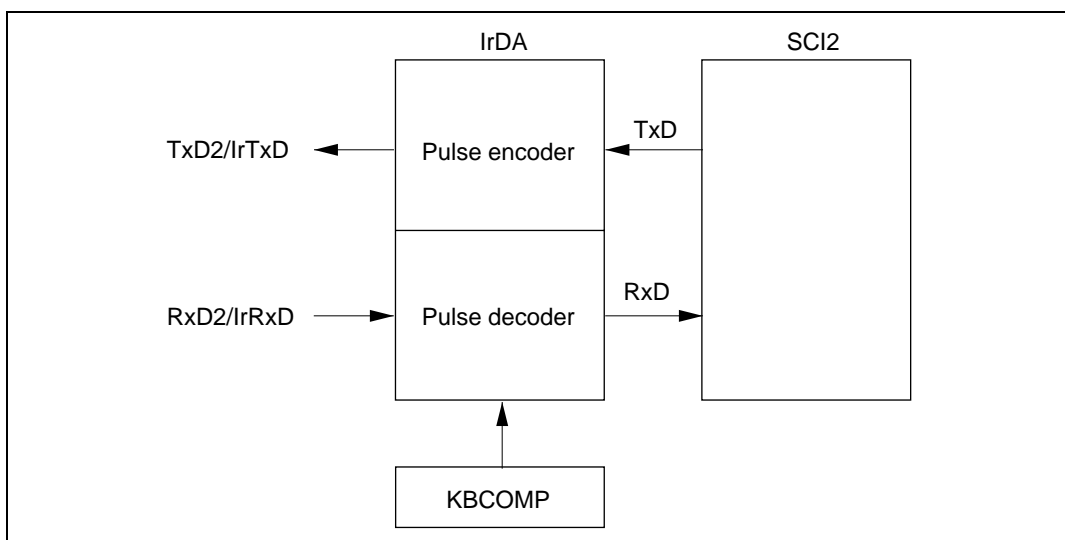 IrDA
SCI2
TxD
TxD2/IrTxD
Pulse encoder
RxD
RxD2/IrRxD
Pulse decoder
KBCOMP